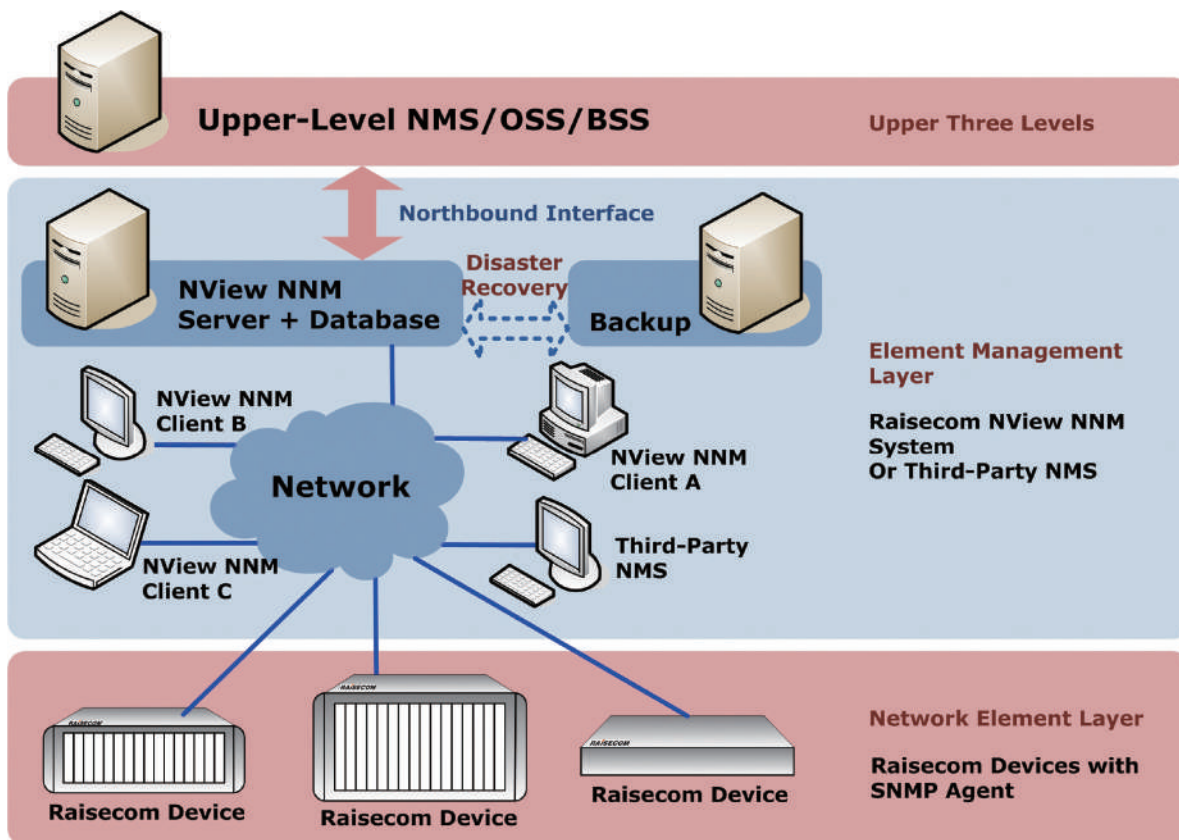 Upper-Level NMS/OSS/BSS
Upper Three Levels
Northbound Interface
NView NNM
Server + Database
Disaster
Recovery
Backup
Element Management
Layer
Raisecom NView NNM
System
Or Third-Party NMS
NView NNM
Client B
NView NNM
Client A
Network
NView NNM
Client C
Third-Party
NMS
RAISECOM
Raisecom Device
RAISECOM
Raisecom Device
RAISECOM
Raisecom Device
Network Element Layer
Raisecom Devices with
SNMP Agent